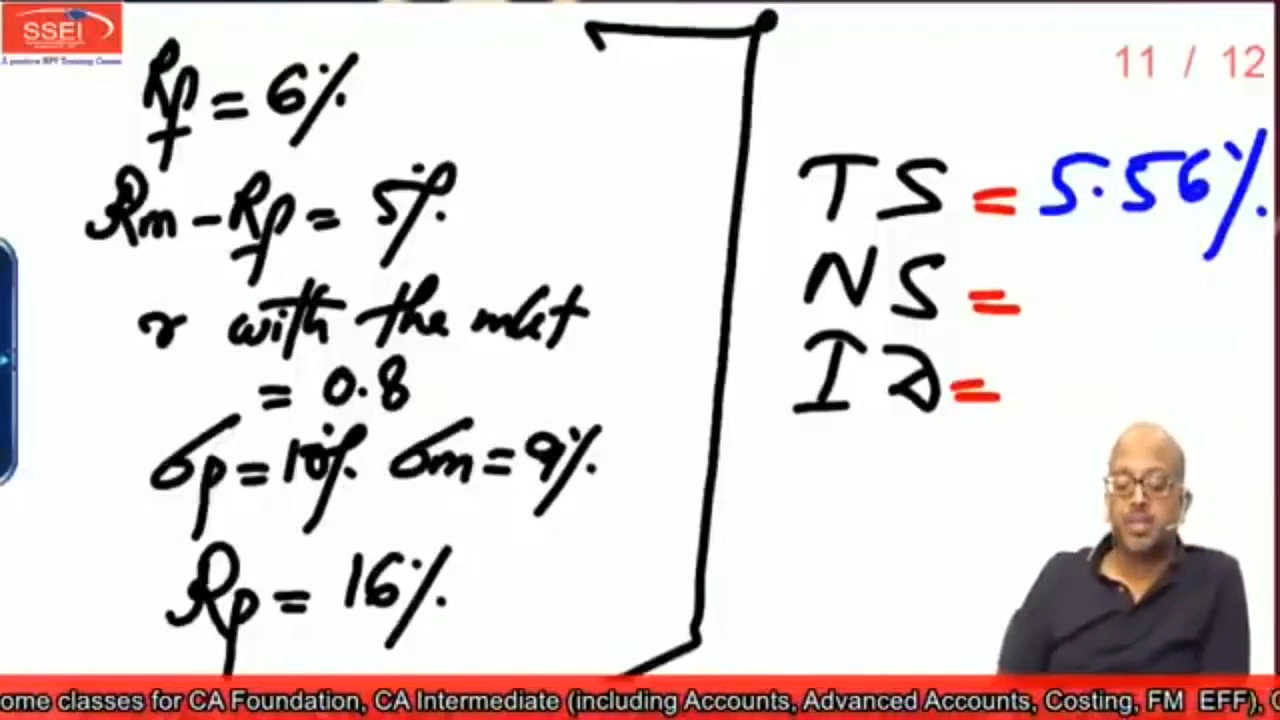 SSEI
A positive
Rf = 6%
Rm - Rf = 5%
r with the mkt
= 0.8
σp = 10% σm = 9%
Rp = 16%
11 / 12
TS = 5.56%
NS =
ID =
ome classes for CA Foundation, CA Intermediate (including Accounts, Advanced Accounts, Costing, FM EFF), C